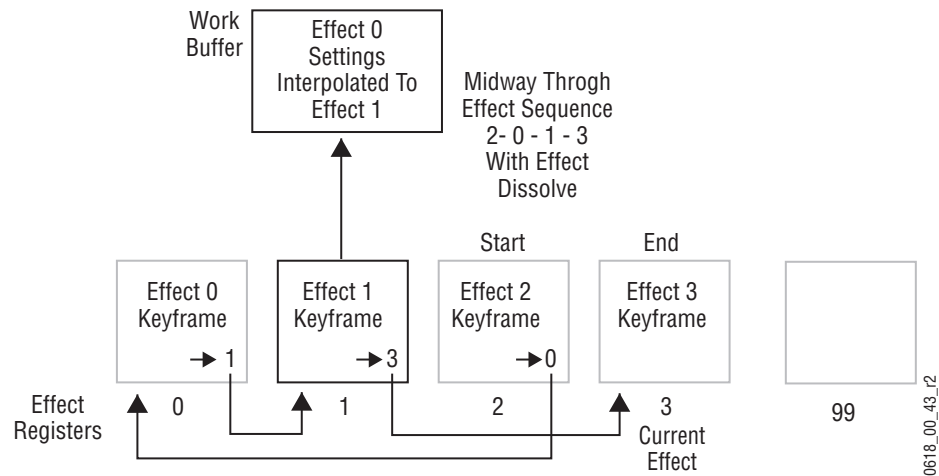 Work
Buffer
Effect 0
Settings
Interpolated To
Effect 1
Midway Throgh
Effect Sequence
2- 0 - 1 - 3
With Effect
Dissolve
Start
End
Effect 0
Keyframe
1
Effect 1
Keyframe
3
Effect 2
Keyframe
0
Effect 3
Keyframe
Effect
Registers
0
1
2
3
Current
Effect
99
0618_00_43_r2